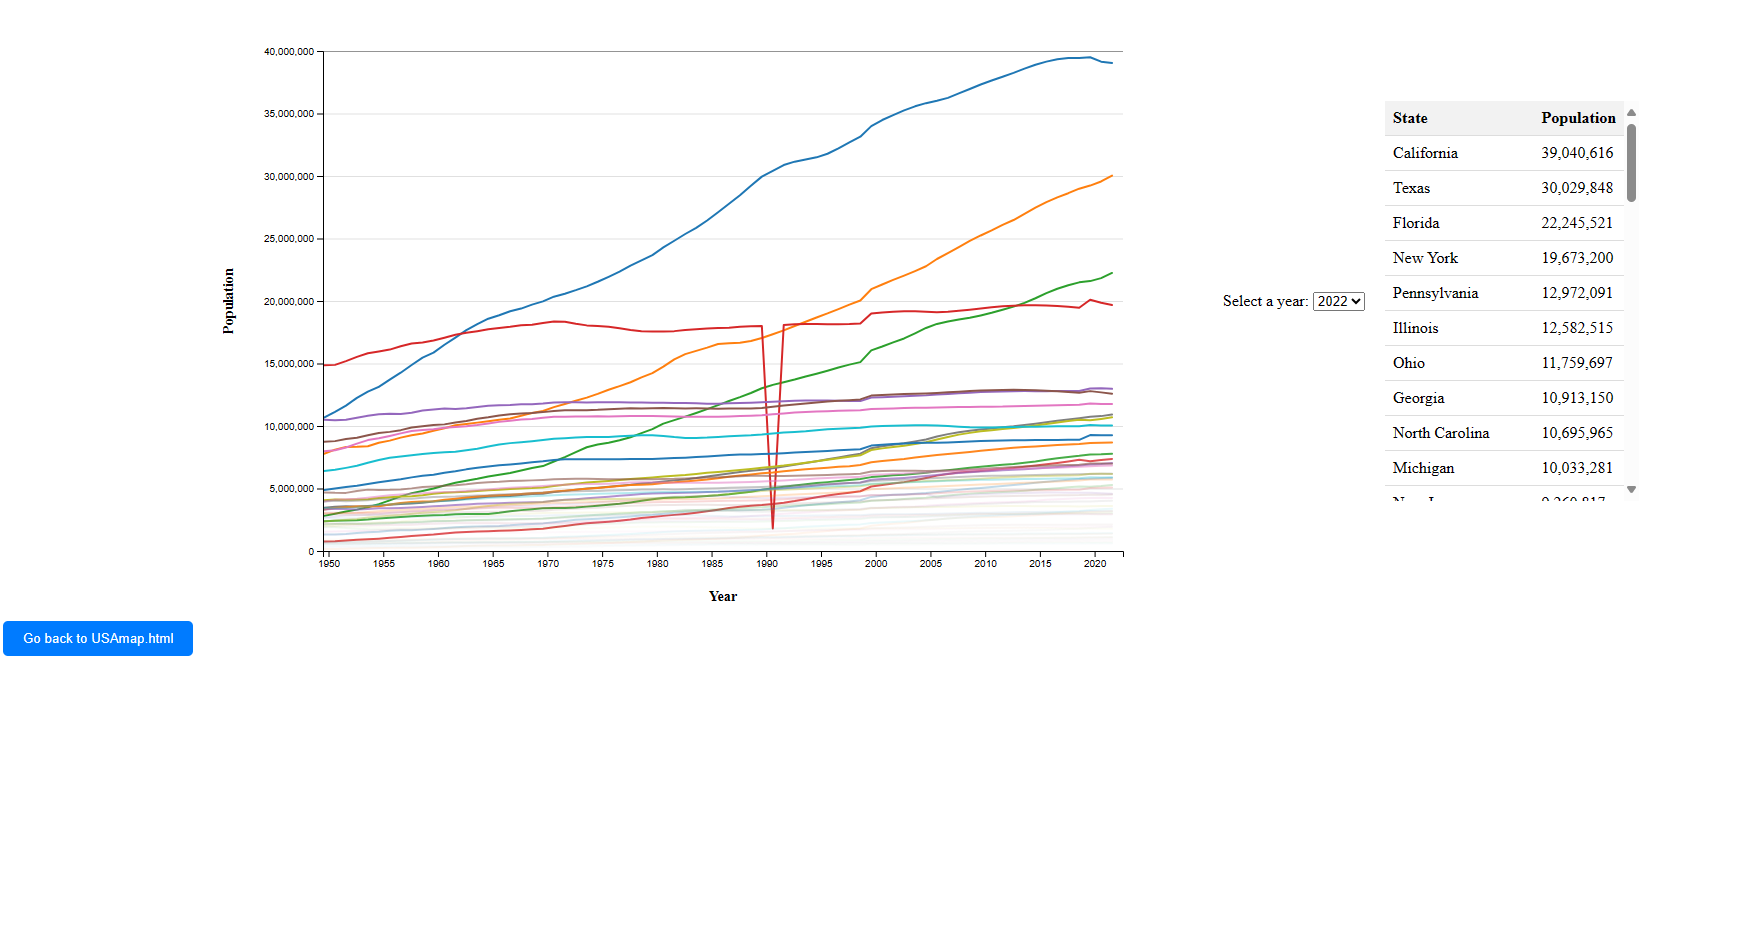 40,000,000
35,000,000
30,000,000
25,000,000
20,000,000
15,000,000
10,000,000
5,000,000
0
Population
1950 1955 1960 1965 1970 1975 1980 1985 1990 1995 2000 2005 2010 2015 2020
Year
Select a year: 2022
State Population
California 39,040,616
Texas 30,029,848
Florida 22,245,521
New York 19,673,200
Pennsylvania 12,972,091
Illinois 12,582,515
Ohio 11,759,697
Georgia 10,913,150
North Carolina 10,695,965
Michigan 10,033,281
Go back to USAmap.html